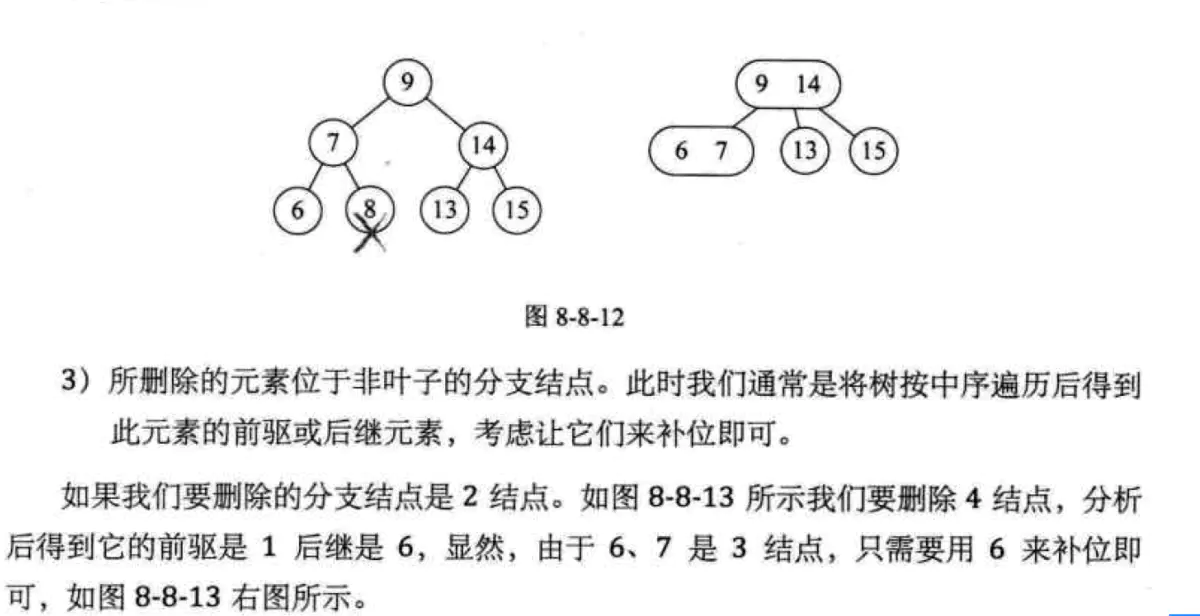 9
9 14
7
14
6 7
13
15
6
8
13
15
图 8-8-12
3）所删除的元素位于非叶子的分支结点。此时我们通常是将树按中序遍历后得到
此元素的前驱或后继元素，考虑让它们来补位即可。
如果我们要删除的分支结点是 2 结点。如图 8-8-13 所示我们要删除 4 结点，分析
后得到它的前驱是 1 后继是 6，显然，由于 6、7 是 3 结点，只需要用 6 来补位即
可，如图 8-8-13 右图所示。